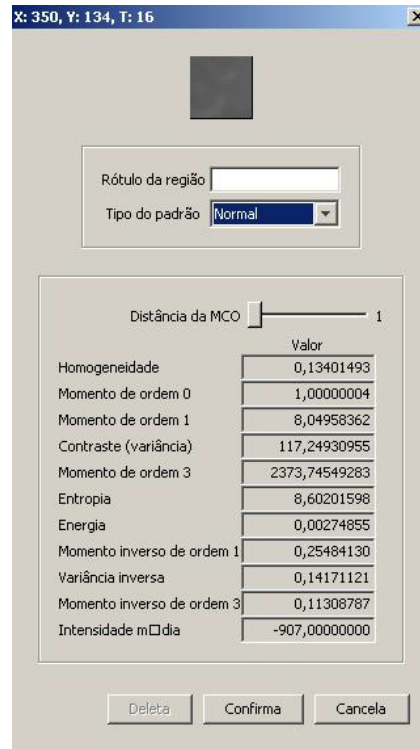 X: 350, Y: 134, T: 16
Rótulo da região
Tipo do padrão Normal
Distância da MCO 1
Valor
Homogeneidade 0,13401493
Momento de ordem 0 1,00000004
Momento de ordem 1 8,04958362
Contraste (variância) 117,24930955
Momento de ordem 3 2373,74549283
Entropia 8,60201598
Energia 0,00274855
Momento inverso de ordem 1 0,25484130
Variância inversa 0,14171121
Momento inverso de ordem 3 0,11308787
Intensidade m□dia -907,00000000
Deleta Confirma Cancela